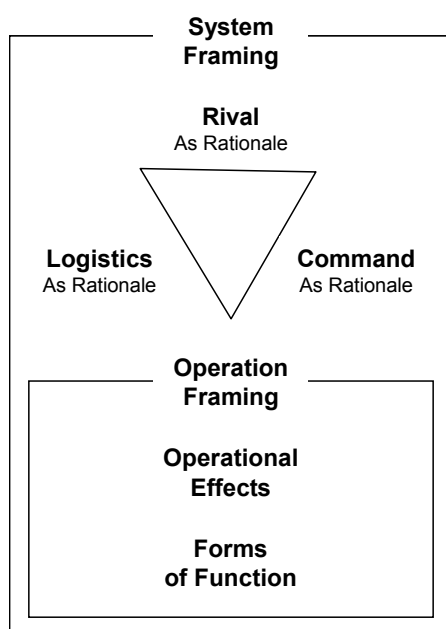 System
Framing
Rival
As Rationale
Logistics
As Rationale
Command
As Rationale
Operation
Framing
Operational
Effects
Forms
of Function